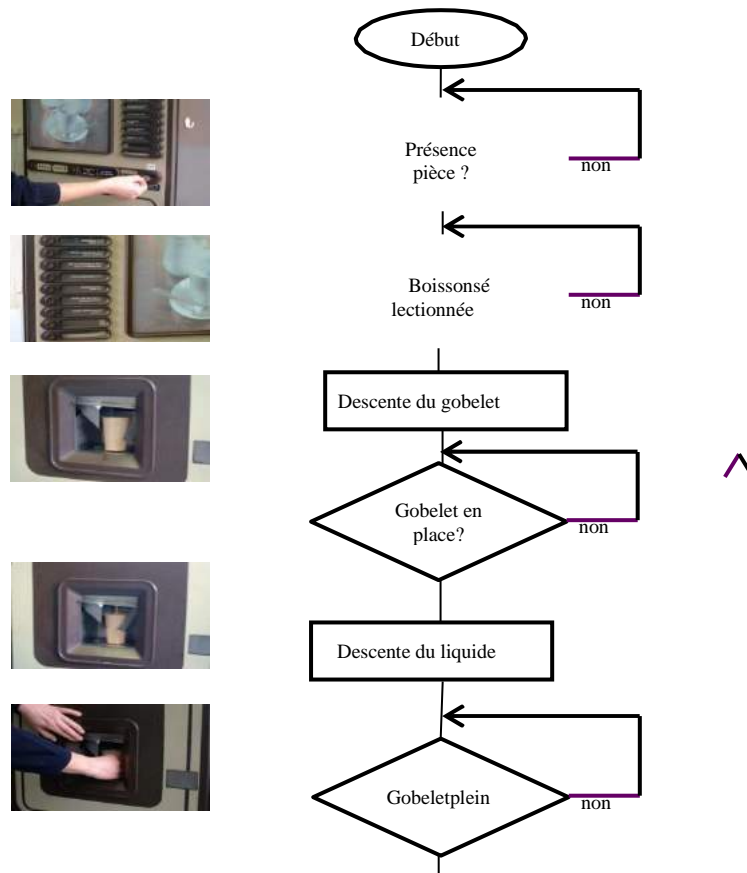 Début
Présence
pièce ?
non
Boissonsé
lectionnée
non
Descente du gobelet
Gobelet en
place?
non
Descente du liquide
Gobeletplein
non